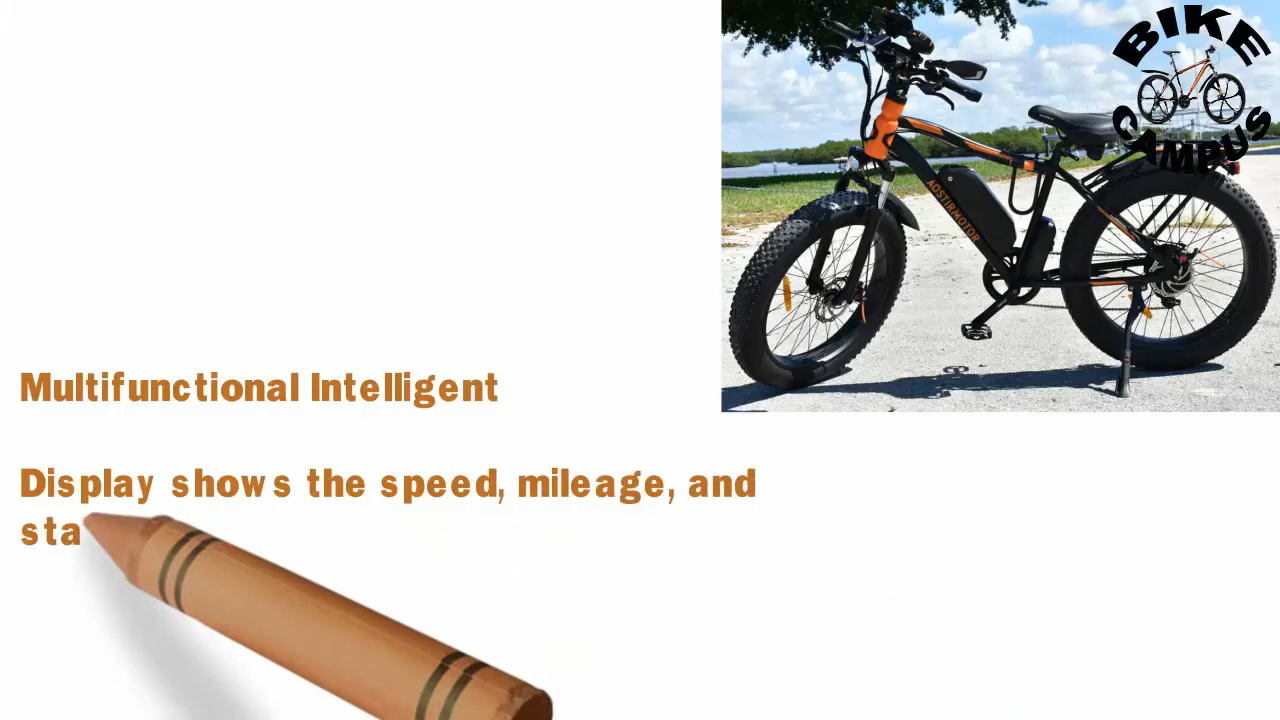 BIKE
CAMPUS
AOSTIRMOTOR
Multifunctional Intelligent
Display shows the speed, mileage, and
sta